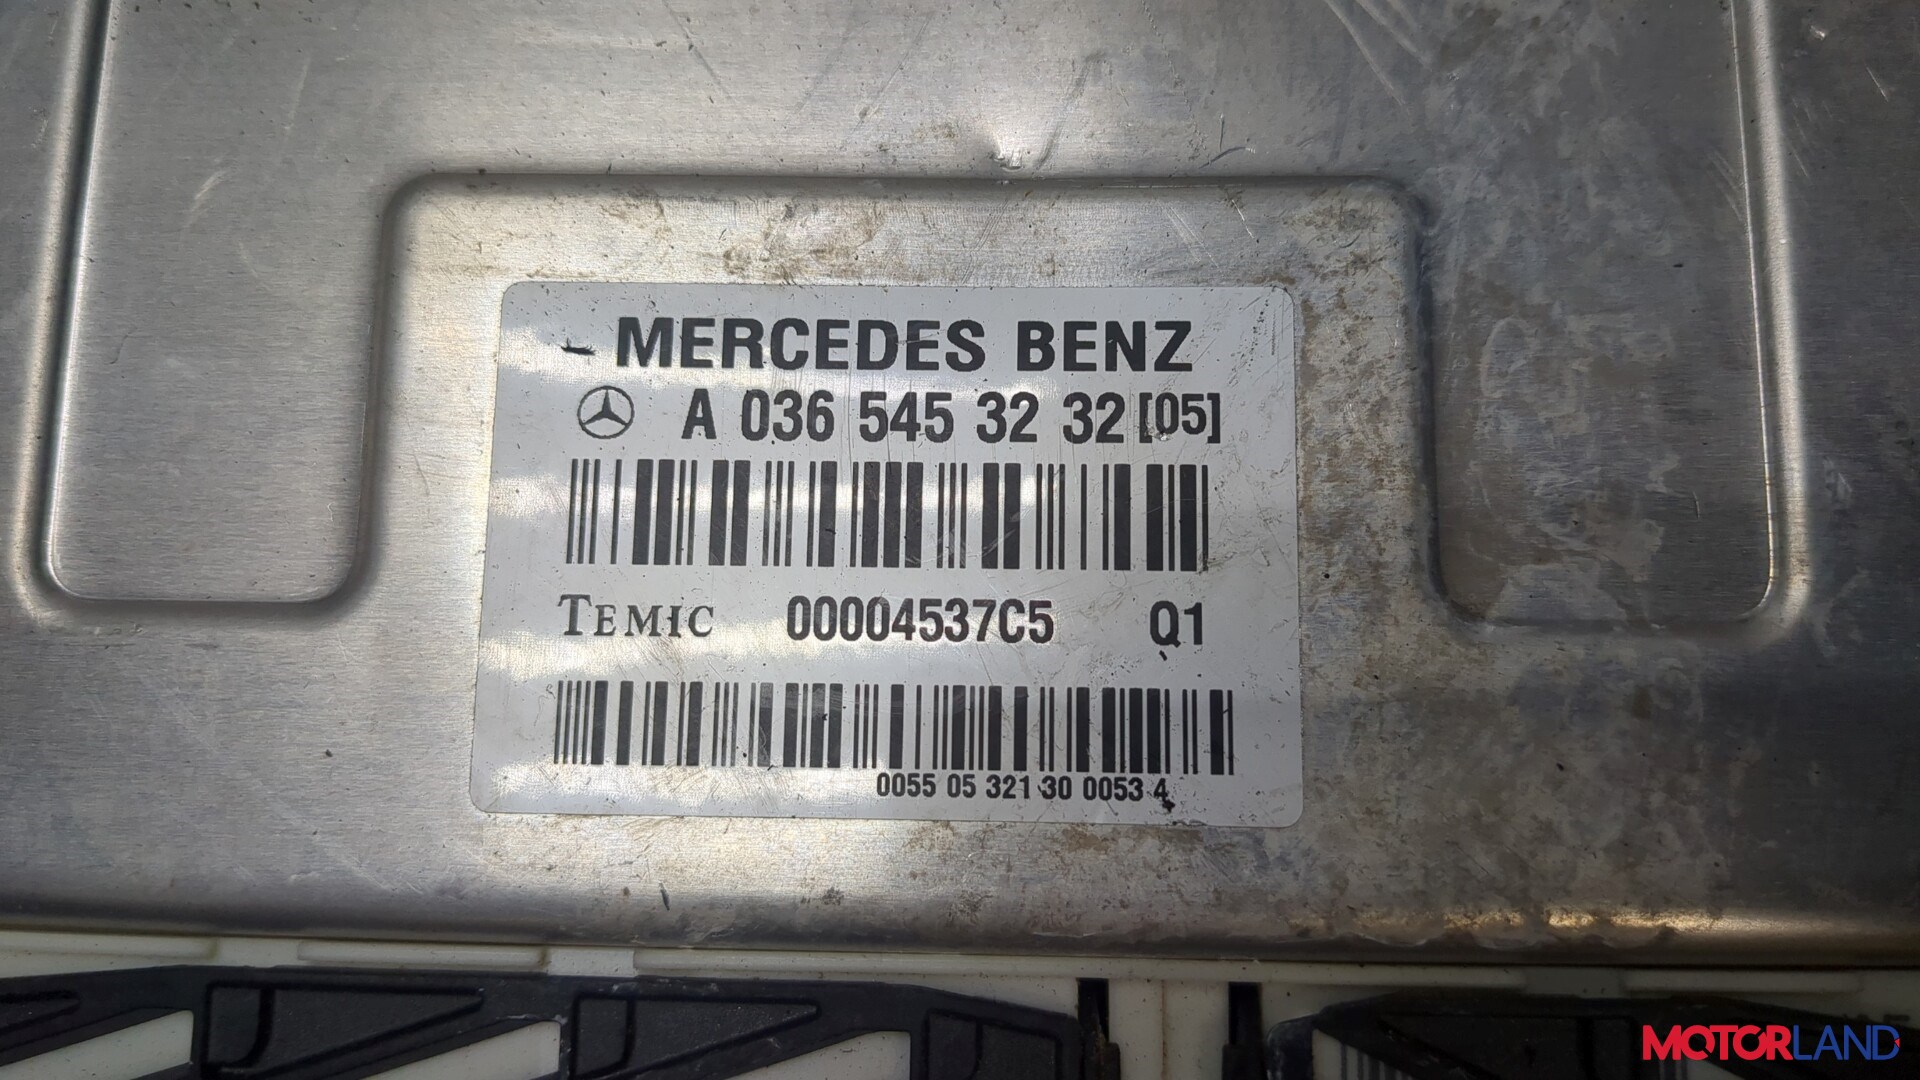 MERCEDES BENZ
A 036 545 32 32 [05]
TEMIC 00004537C5 Q1
0055 05 321 30 0053 4
MOTORLAND